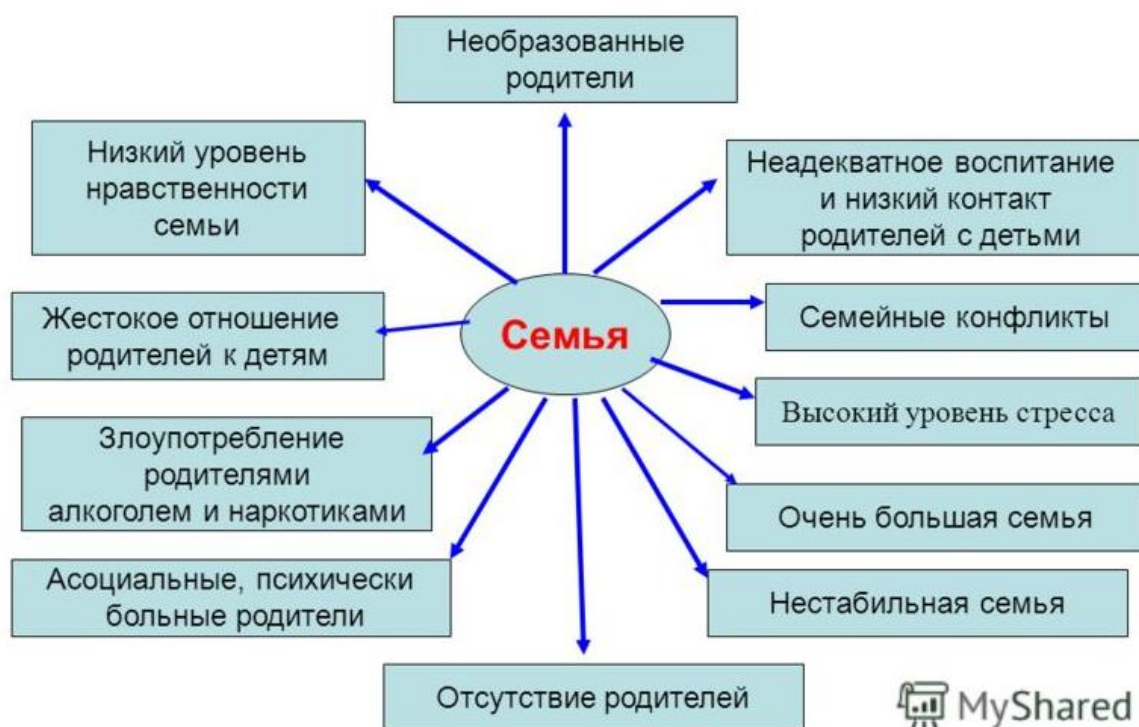 Необразованные
родители
Низкий уровень
нравственности
семьи
Неадекватное воспитание
и низкий контакт
родителей с детьми
Жестокое отношение
родителей к детям
Семья
Семейные конфликты
Высокий уровень стресса
Злоупотребление
родителями
алкоголем и наркотиками
Очень большая семья
Асоциальные, психически
больные родители
Нестабильная семья
Отсутствие родителей
MyShared